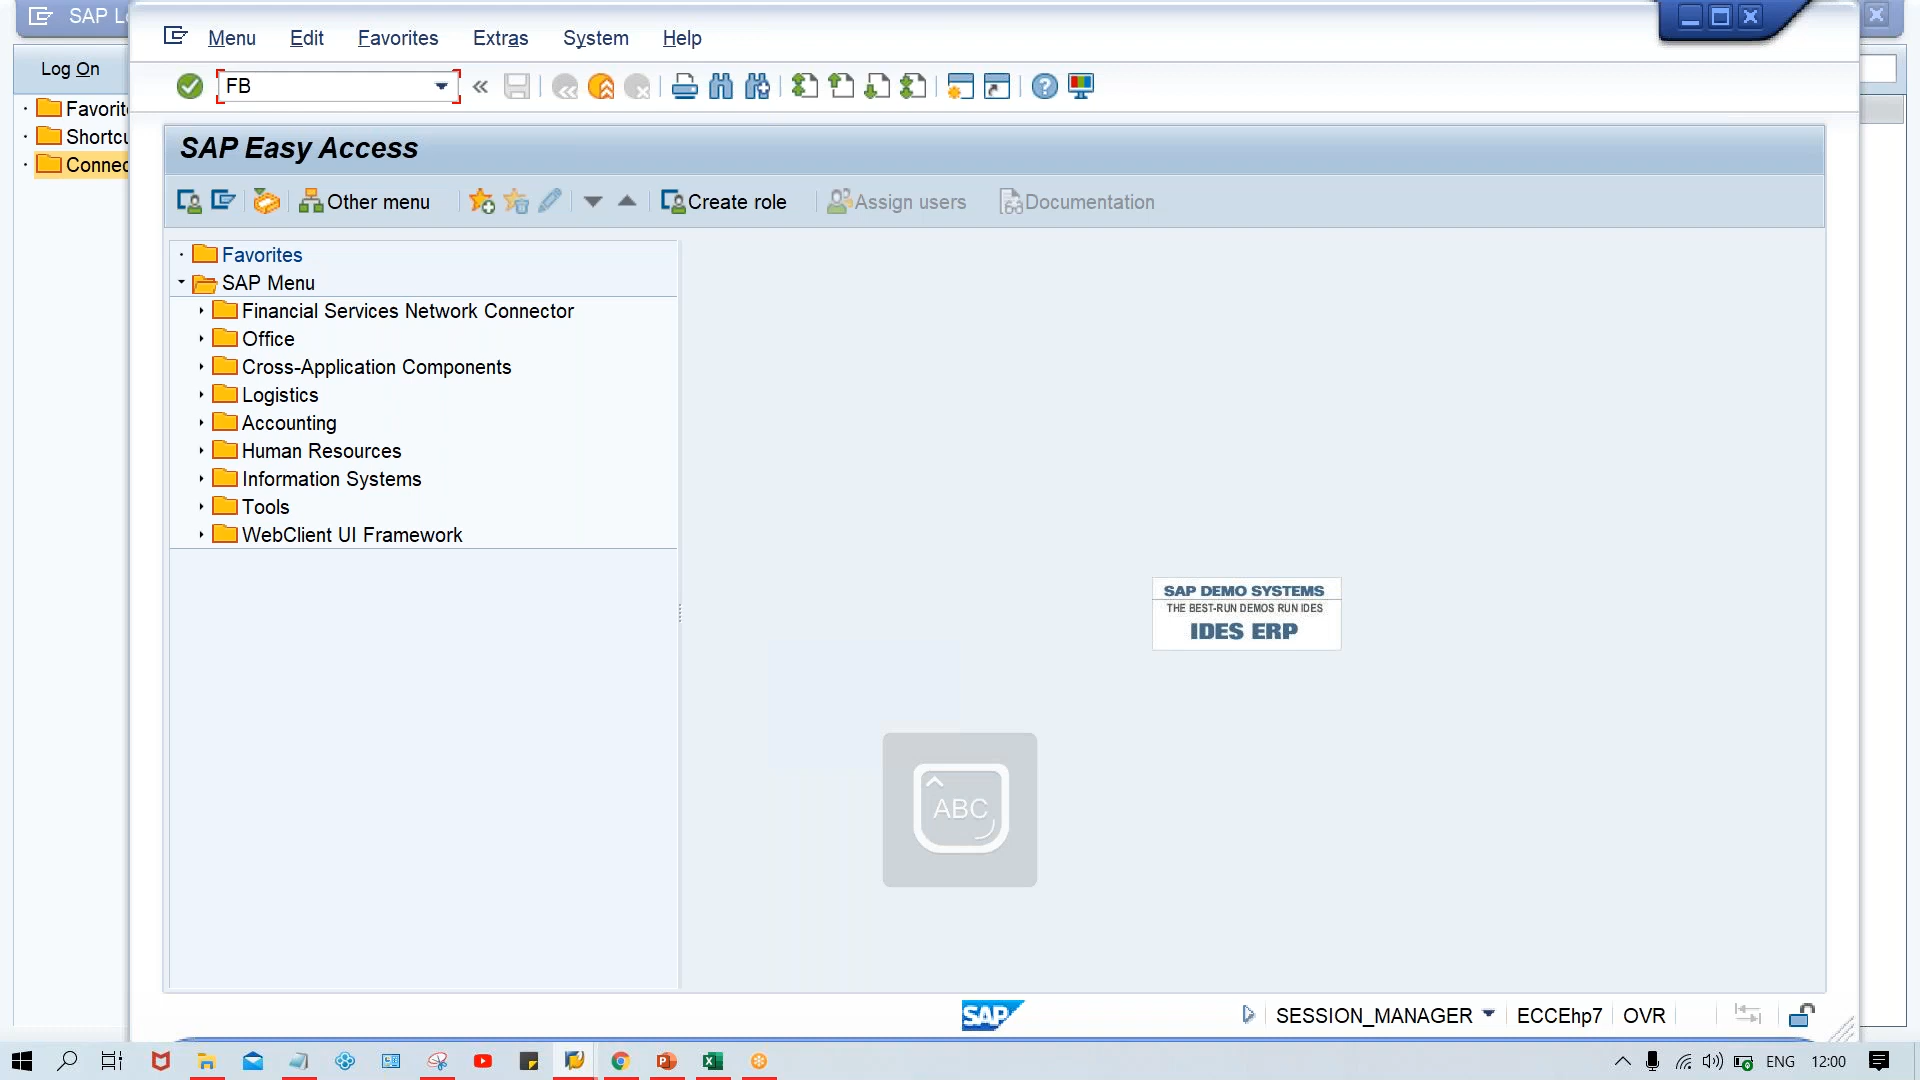 SAP Lo
Log On
Favorite
Shortcu
Connec
Menu Edit Favorites Extras System Help
FB
SAP Easy Access
Other menu Create role Assign users Documentation
Favorites
SAP Menu
Financial Services Network Connector
Office
Cross-Application Components
Logistics
Accounting
Human Resources
Information Systems
Tools
WebClient UI Framework
SAP DEMO SYSTEMS
THE BEST-RUN DEMOS RUN IDES
IDES ERP
ABC
SAP SESSION_MANAGER ECCEhp7 OVR
ENG 12:00